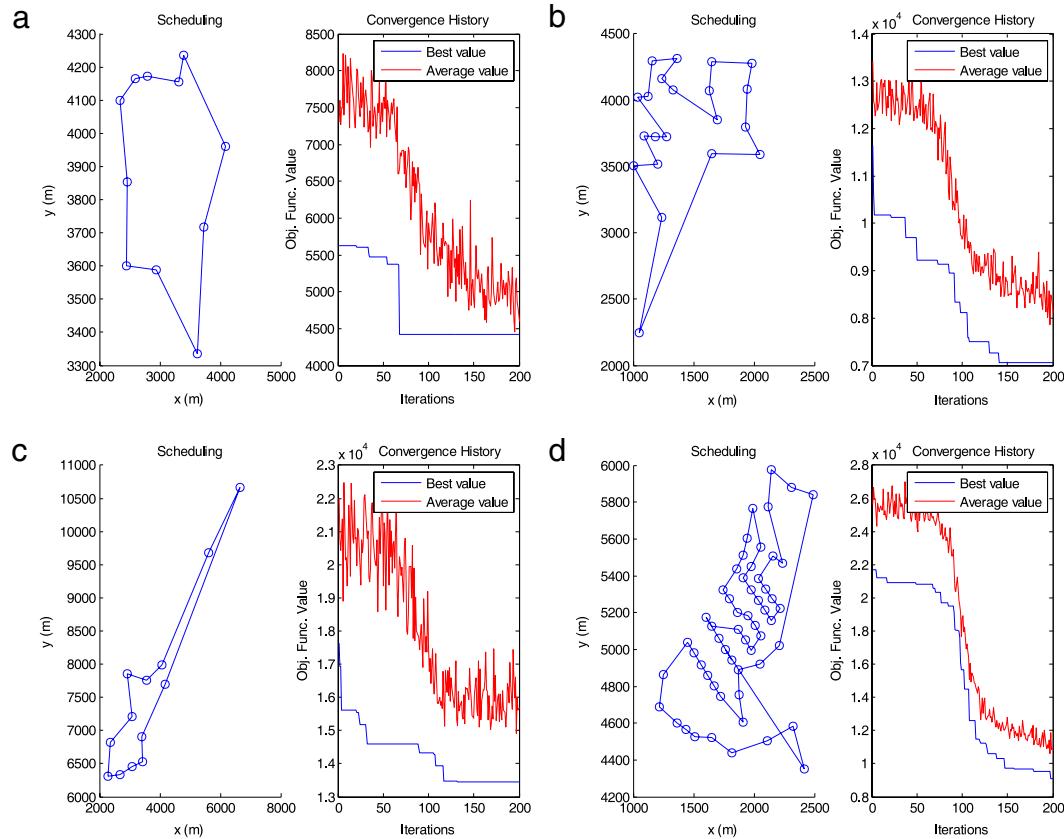 a
Scheduling
4300
4200
4100
4000
3900
3800
3700
3600
3500
3400
3300
y (m)
2000 3000 4000 5000
x (m)
Convergence History
8500
8000
7500
7000
6500
6000
5500
5000
4500
4000
Obj. Func. Value
Best value
Average value
0 50 100 150 200
Iterations
b
Scheduling
4500
4000
3500
3000
2500
2000
y (m)
1000 1500 2000 2500
x (m)
x 10^4
Convergence History
1.4
1.3
1.2
1.1
1
0.9
0.8
0.7
Obj. Func. Value
Best value
Average value
0 50 100 150 200
Iterations
c
Scheduling
11000
10000
9000
8000
7000
6000
y (m)
2000 4000 6000 8000
x (m)
x 10^4
Convergence History
2.3
2.2
2.1
2
1.9
1.8
1.7
1.6
1.5
1.4
1.3
Obj. Func. Value
Best value
Average value
0 50 100 150 200
Iterations
d
Scheduling
6000
5800
5600
5400
5200
5000
4800
4600
4400
4200
y (m)
1000 1500 2000 2500
x (m)
x 10^4
Convergence History
2.8
2.6
2.4
2.2
2
1.8
1.6
1.4
1.2
1
0.8
Obj. Func. Value
Best value
Average value
0 50 100 150 200
Iterations